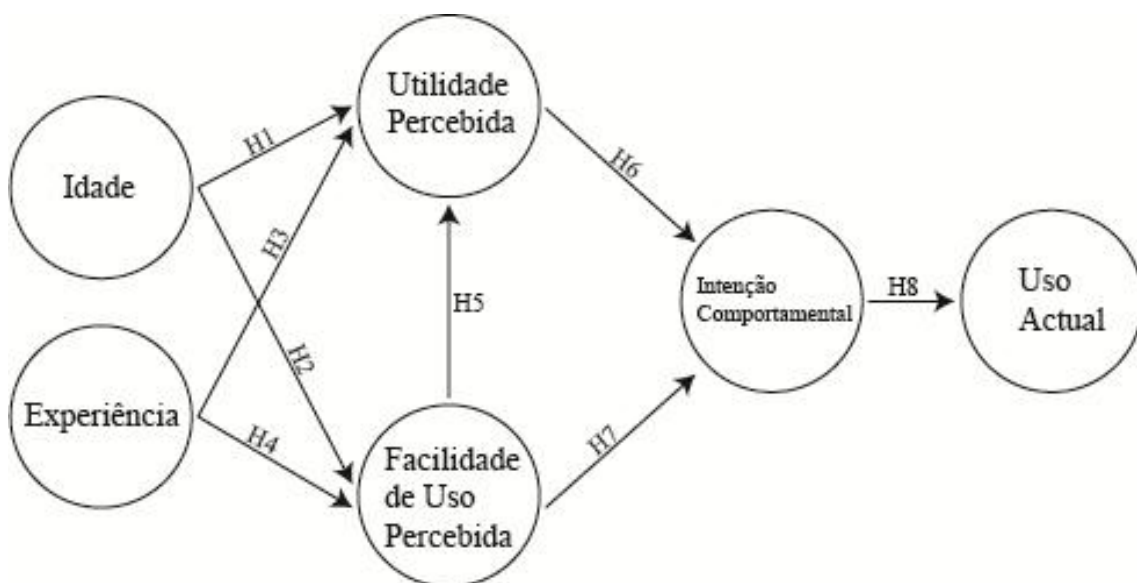 Utilidade
Percebida
H1
Idade
H6
H3
Intenção
Comportamental
H8
Uso
Actual
H5
H2
Experiência
H4
H7
Facilidade
de Uso
Percebida